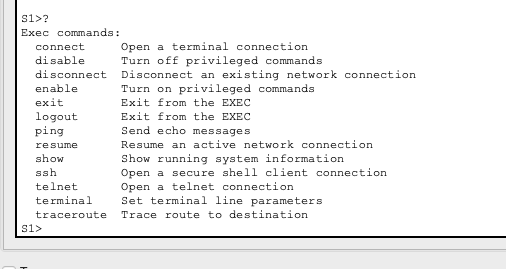 S1>?
Exec commands:
  connect     Open a terminal connection
  disable     Turn off privileged commands
  disconnect  Disconnect an existing network connection
  enable      Turn on privileged commands
  exit        Exit from the EXEC
  logout      Exit from the EXEC
  ping        Send echo messages
  resume      Resume an active network connection
  show        Show running system information
  ssh         Open a secure shell client connection
  telnet      Open a telnet connection
  terminal    Set terminal line parameters
  traceroute  Trace route to destination
S1>